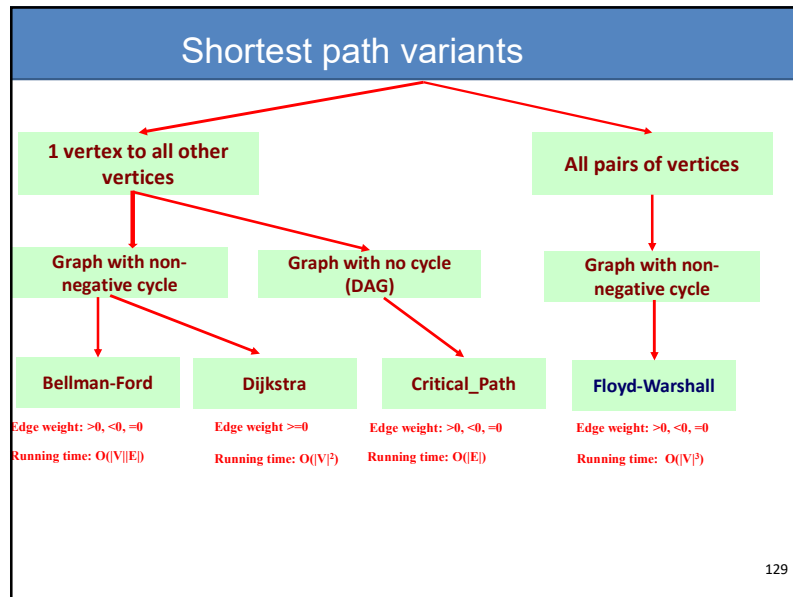 Shortest path variants
1 vertex to all other
vertices
All pairs of vertices
Graph with non-
negative cycle
Graph with no cycle
(DAG)
Graph with non-
negative cycle
Bellman-Ford
Dijkstra
Critical_Path
Floyd-Warshall
Edge weight: >0, <0, =0
Running time: O(|V||E|)
Edge weight >=0
Running time: O(|V|²)
Edge weight: >0, <0, =0
Running time: O(|E|)
Edge weight: >0, <0, =0
Running time: O(|V|³)
129